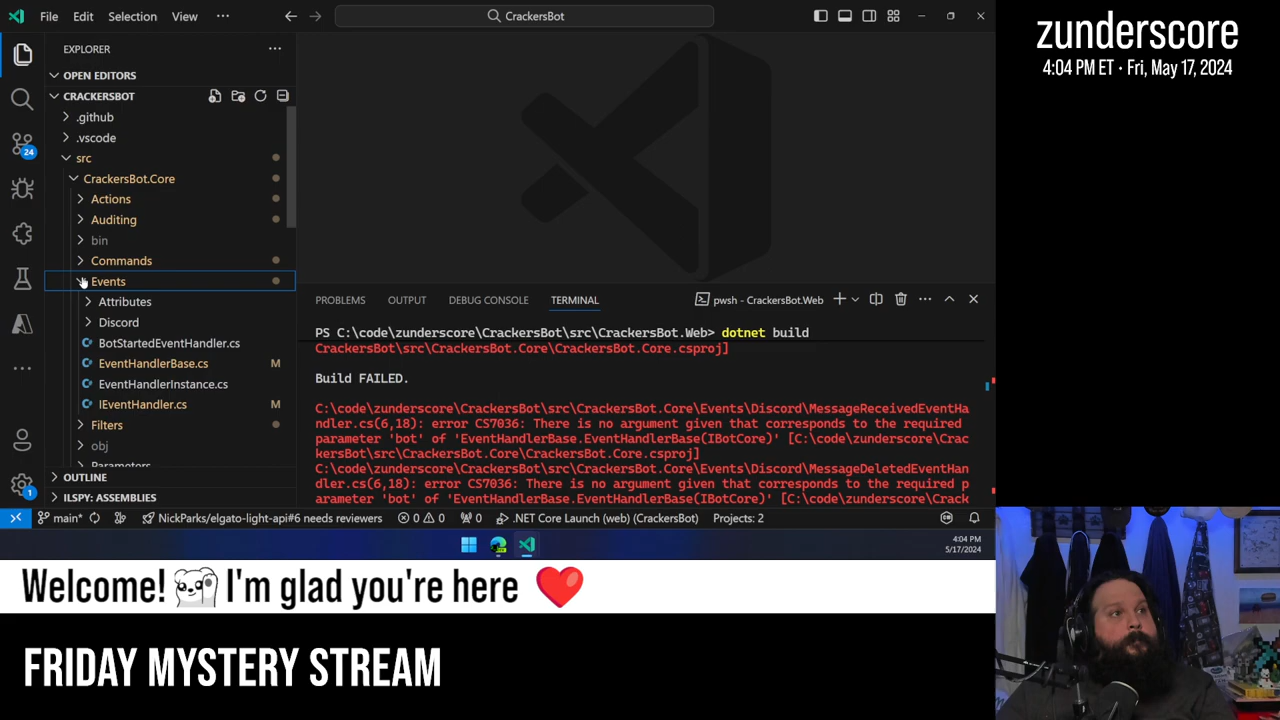 File Edit Selection View ···
CrackersBot
zunderscore
4:04 PM ET · Fri, May 17, 2024
EXPLORER
OPEN EDITORS
CRACKERSBOT
.github
.vscode
src
CrackersBot.Core
Actions
Auditing
bin
Commands
Events
Attributes
Discord
BotStartedEventHandler.cs
EventHandlerBase.cs M
EventHandlerInstance.cs
IEventHandler.cs M
Filters
obj
Parameters
OUTLINE
ILSPY: ASSEMBLIES
24
1
PROBLEMS OUTPUT DEBUG CONSOLE TERMINAL pwsh - CrackersBot.Web
PS C:\code\zunderscore\CrackersBot\src\CrackersBot.Web> dotnet build
CrackersBot\src\CrackersBot.Core\CrackersBot.Core.csproj]
Build FAILED.
C:\code\zunderscore\CrackersBot\src\CrackersBot.Core\Events\Discord\MessageReceivedEventHa
ndler.cs(6,18): error CS7036: There is no argument given that corresponds to the required
parameter 'bot' of 'EventHandlerBase.EventHandlerBase(IBotCore)' [C:\code\zunderscore\Crac
kersBot\src\CrackersBot.Core\CrackersBot.Core.csproj]
C:\code\zunderscore\CrackersBot\src\CrackersBot.Core\Events\Discord\MessageDeletedEventHan
dler.cs(6,18): error CS7036: There is no argument given that corresponds to the required p
arameter 'bot' of 'EventHandlerBase.EventHandlerBase(IBotCore)' [C:\code\zunderscore\Crack
main* NickParks/elgato-light-api#6 needs reviewers 0 0 0 .NET Core Launch (web) (CrackersBot) Projects: 2
4:04 PM
5/17/2024
Welcome! I'm glad you're here
FRIDAY MYSTERY STREAM